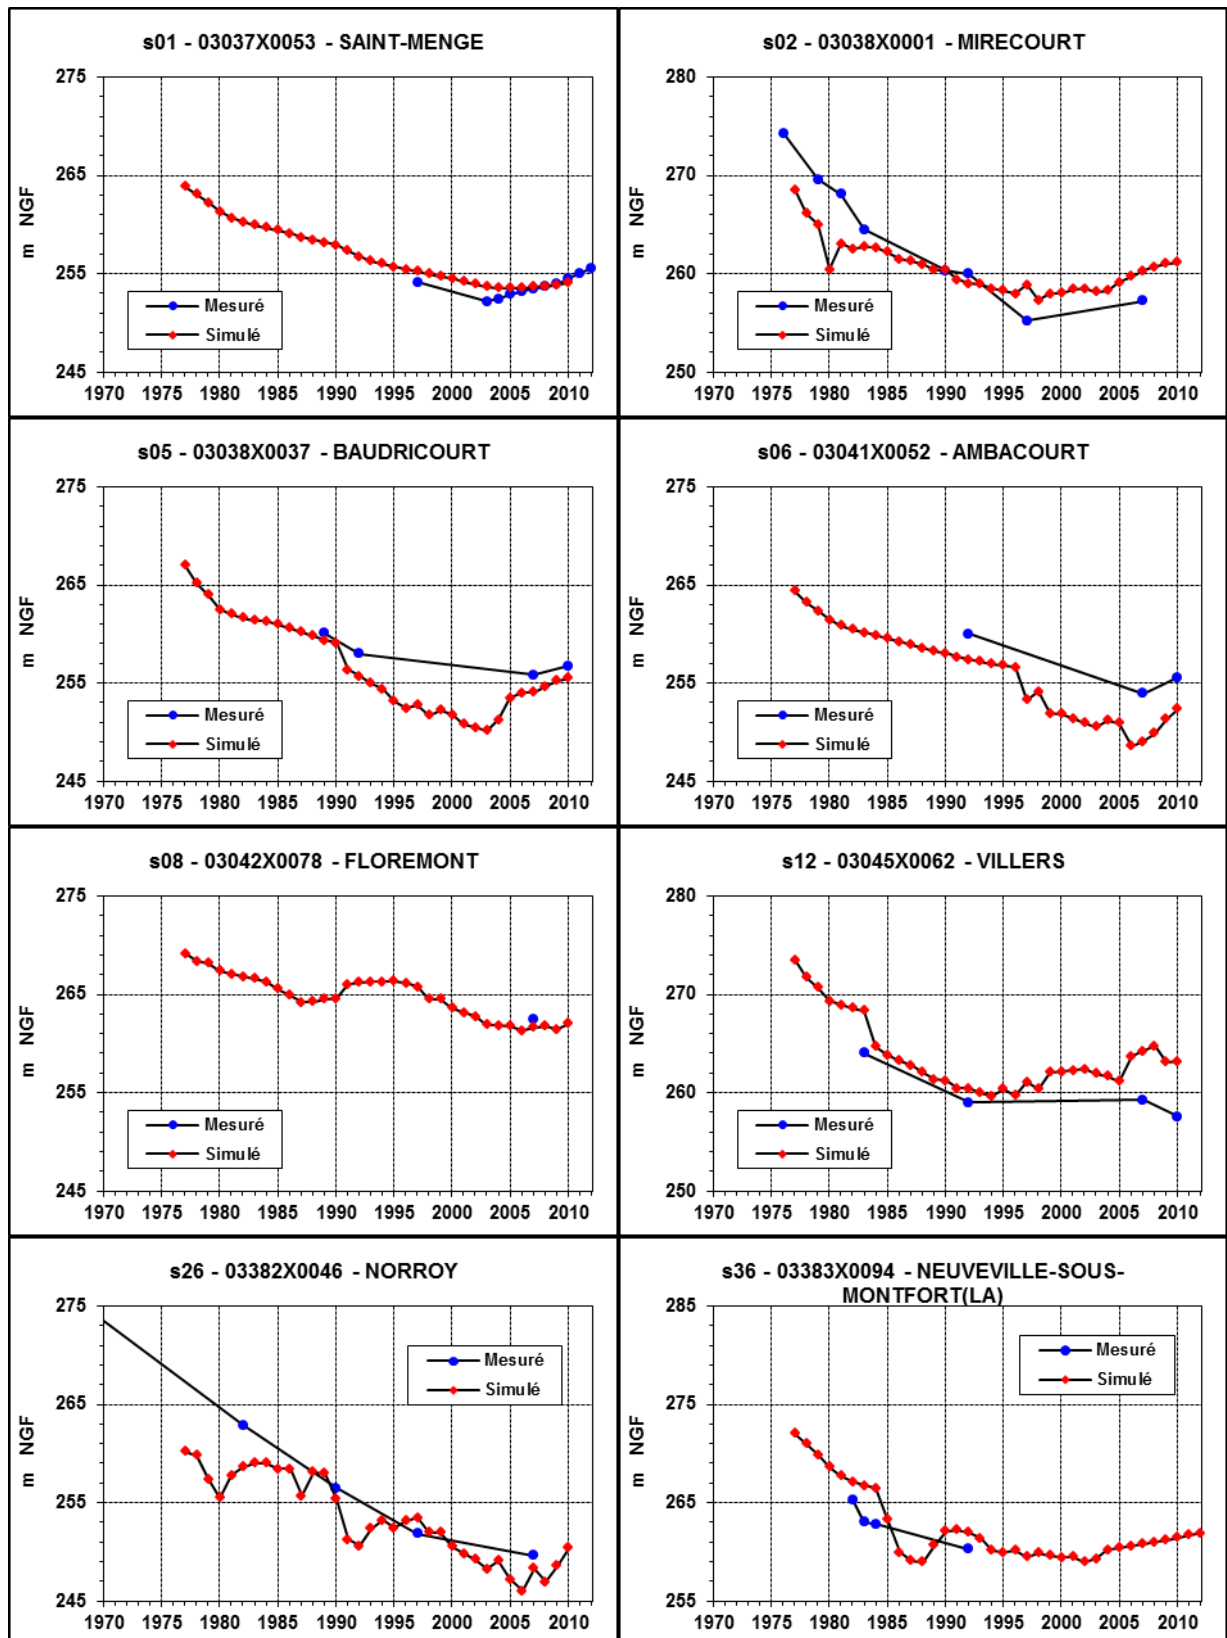 s01 - 03037X0053 - SAINT-MENGE
275
265
255
245
m NGF
Mesuré
Simulé
1970 1975 1980 1985 1990 1995 2000 2005 2010
s02 - 03038X0001 - MIRECOURT
280
270
260
250
m NGF
Mesuré
Simulé
1970 1975 1980 1985 1990 1995 2000 2005 2010
s05 - 03038X0037 - BAUDRICOURT
275
265
255
245
m NGF
Mesuré
Simulé
1970 1975 1980 1985 1990 1995 2000 2005 2010
s06 - 03041X0052 - AMBACOURT
275
265
255
245
m NGF
Mesuré
Simulé
1970 1975 1980 1985 1990 1995 2000 2005 2010
s08 - 03042X0078 - FLOREMONT
275
265
255
245
m NGF
Mesuré
Simulé
1970 1975 1980 1985 1990 1995 2000 2005 2010
s12 - 03045X0062 - VILLERS
280
270
260
250
m NGF
Mesuré
Simulé
1970 1975 1980 1985 1990 1995 2000 2005 2010
s26 - 03382X0046 - NORROY
275
265
255
245
m NGF
Mesuré
Simulé
1970 1975 1980 1985 1990 1995 2000 2005 2010
s36 - 03383X0094 - NEUVEVILLE-SOUS-
MONTFORT(LA)
285
275
265
255
m NGF
Mesuré
Simulé
1970 1975 1980 1985 1990 1995 2000 2005 2010